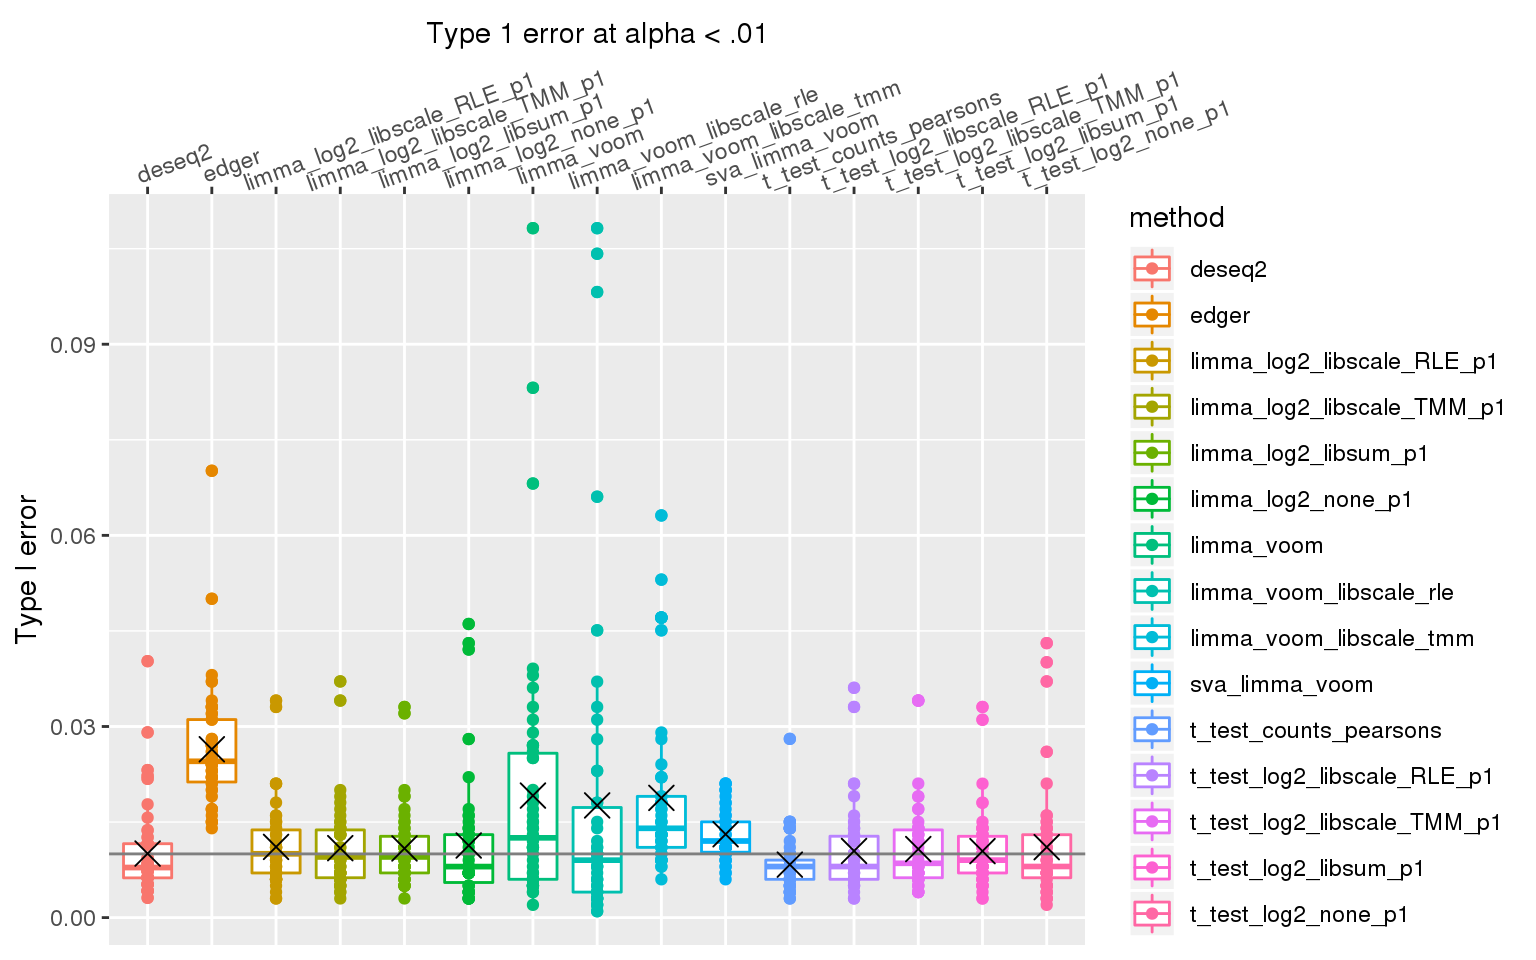 Type 1 error at alpha < .01
deseq2
edger
limma_log2_libscale_RLE_p1
limma_log2_libscale_TMM_p1
limma_log2_libsum_p1
limma_log2_none_p1
limma_voom
limma_voom_libscale_rle
limma_voom_libscale_tmm
sva_limma_voom
t_test_counts_pearsons
t_test_log2_libscale_RLE_p1
t_test_log2_libscale_TMM_p1
t_test_log2_libsum_p1
t_test_log2_none_p1
Type I error
0.09
0.06
0.03
0.00
method
deseq2
edger
limma_log2_libscale_RLE_p1
limma_log2_libscale_TMM_p1
limma_log2_libsum_p1
limma_log2_none_p1
limma_voom
limma_voom_libscale_rle
limma_voom_libscale_tmm
sva_limma_voom
t_test_counts_pearsons
t_test_log2_libscale_RLE_p1
t_test_log2_libscale_TMM_p1
t_test_log2_libsum_p1
t_test_log2_none_p1